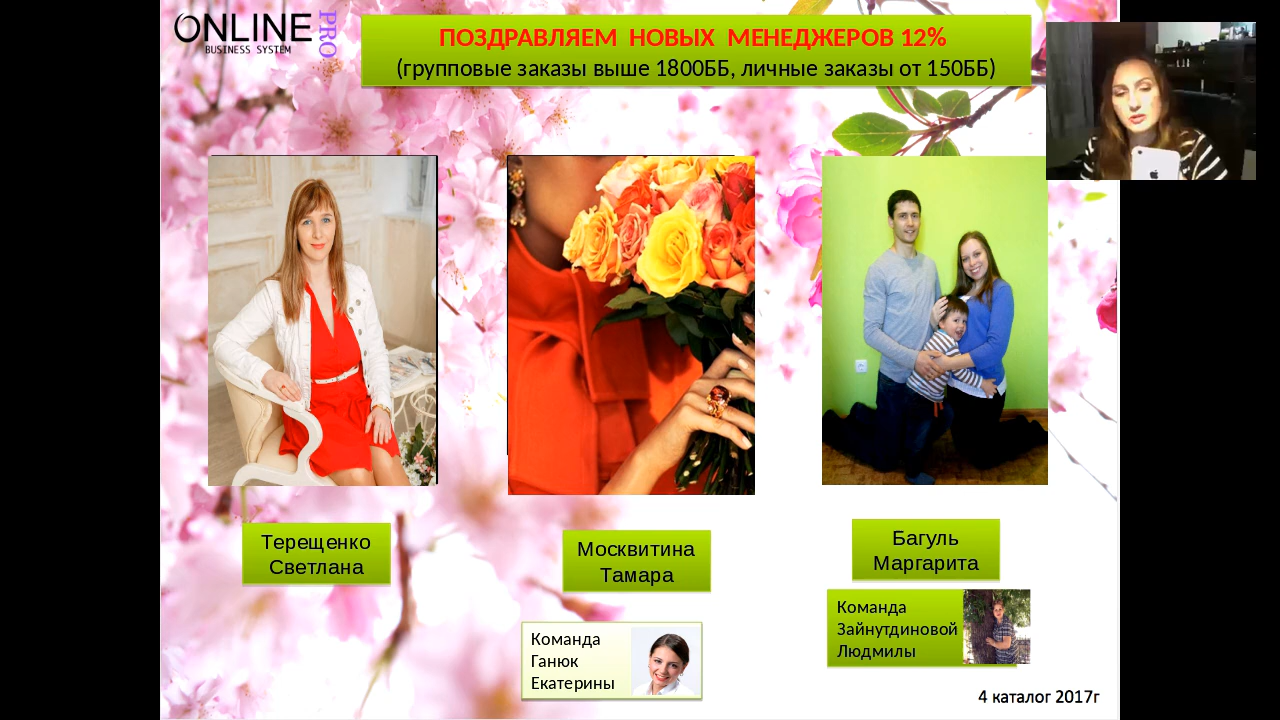 ONLINE
PRO
BUSINESS SYSTEM
ПОЗДРАВЛЯЕМ НОВЫХ МЕНЕДЖЕРОВ 12%
(групповые заказы выше 1800ББ, личные заказы от 150ББ)
Терещенко
Светлана
Москвитина
Тамара
Багуль
Маргарита
Команда
Ганюк
Екатерины
Команда
Зайнутдиновой
Людмилы
4 каталог 2017г